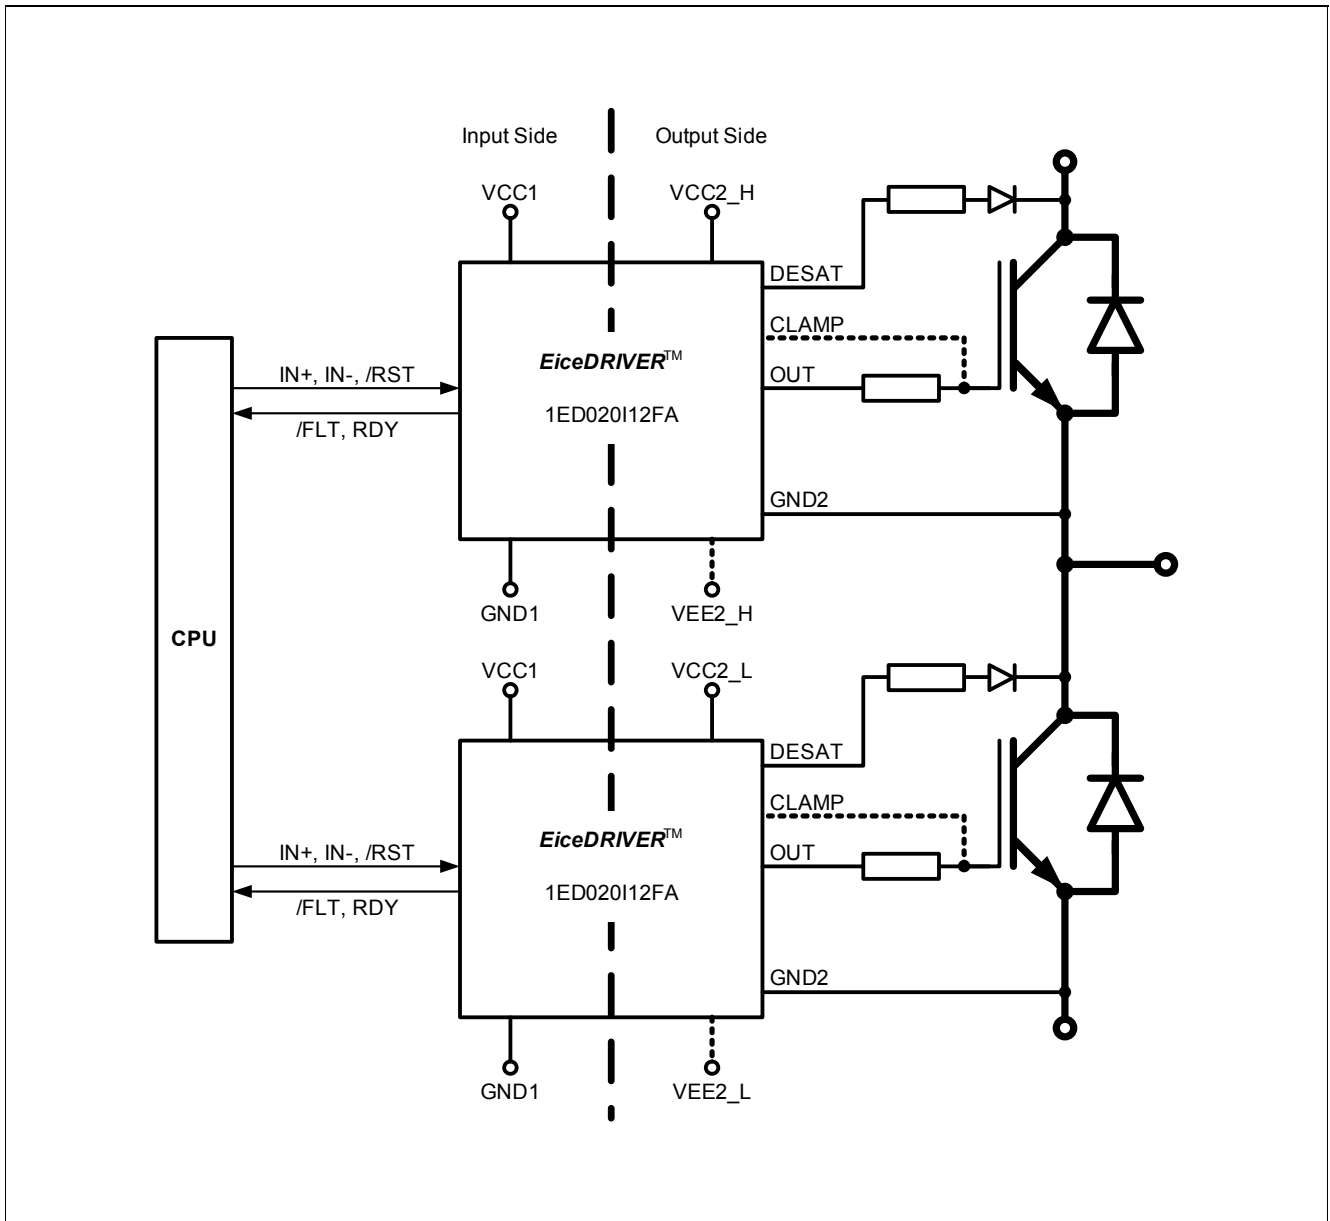 Input Side
Output Side
VCC1
VCC2_H
DESAT
CLAMP
EiceDRIVER™
OUT
IN+, IN-, /RST
1ED020I12FA
/FLT, RDY
GND2
GND1
VEE2_H
CPU
VCC1
VCC2_L
DESAT
CLAMP
EiceDRIVER™
OUT
IN+, IN-, /RST
1ED020I12FA
/FLT, RDY
GND2
GND1
VEE2_L